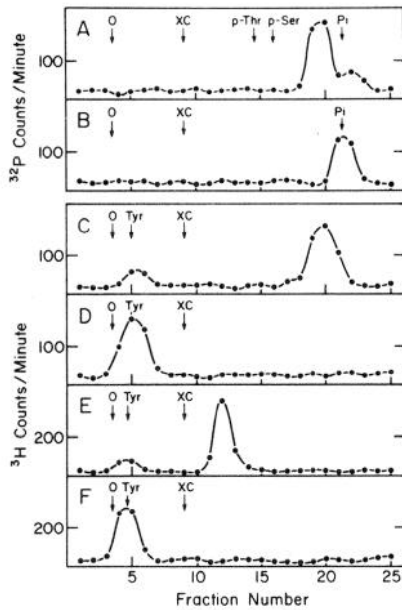 A
O XC p-Thr p-Ser Pi
100
B
O XC Pi
100
C
O Tyr XC
100
D
O Tyr XC
100
E
O Tyr XC
200
F
O Tyr XC
200
5 10 15 20 25
Fraction Number
32P Counts/Minute
3H Counts/Minute